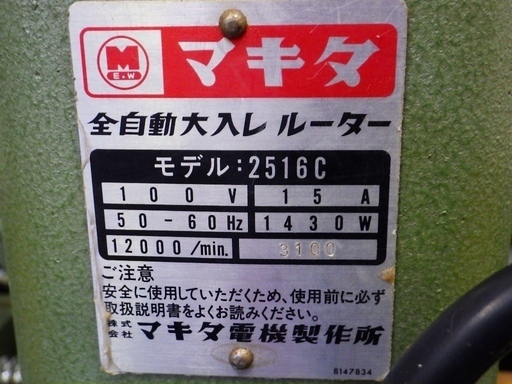 M
E.W
マキタ
全自動大入レ ルーター
モデル:2516C
100V 15A
50-60Hz 1430W
12000/min. 3100
ご注意
安全に使用していただくため、使用前に必ず
取扱説明書をよくお読みください。
株式会社 マキタ電機製作所
8147834